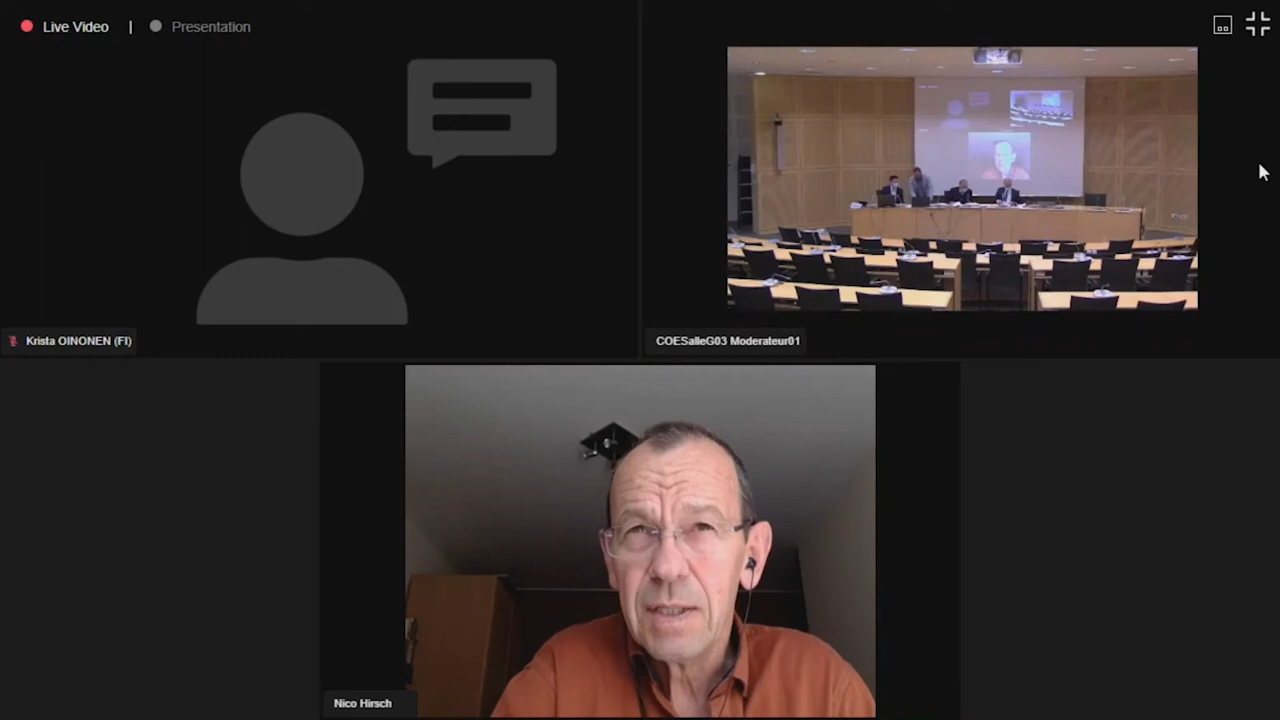 Live Video | Presentation
Krista OINONEN (FI)
COESalleG03 Moderateur01
Nico Hirsch